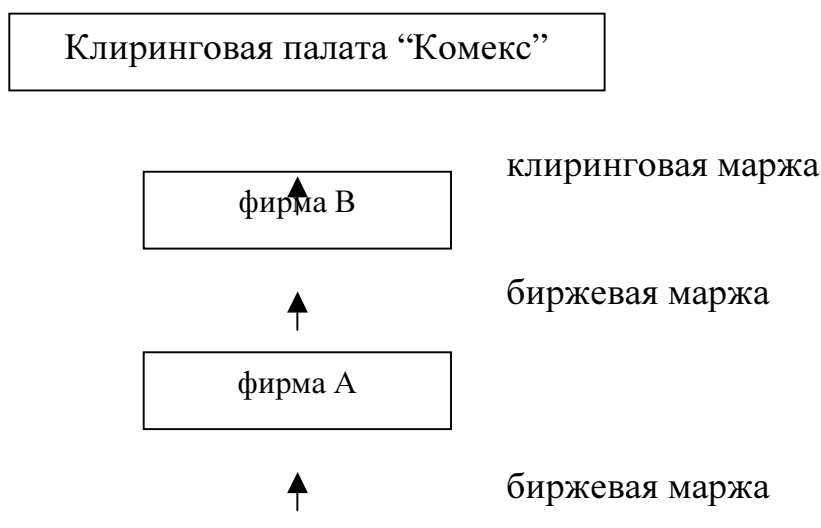 Клиринговая палата “Комекс”
клиринговая маржа
фирма В
биржевая маржа
фирма А
биржевая маржа